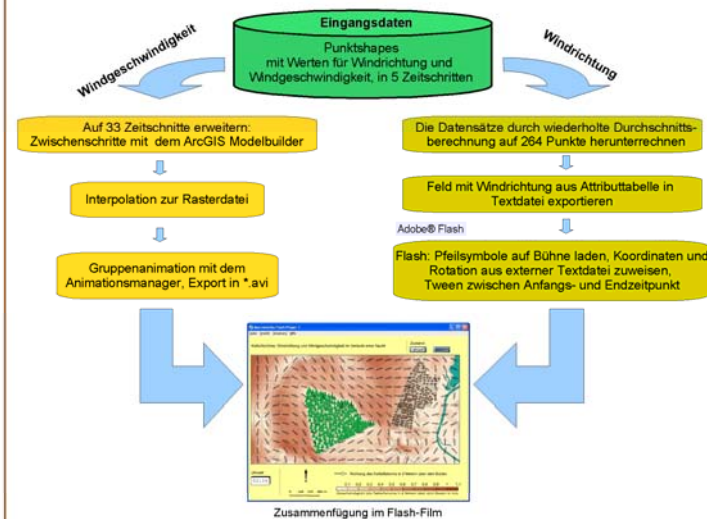 Eingangsdaten
Punktshapes
mit Werten für Windrichtung und
Windgeschwindigkeit, in 5 Zeitschritten
Windgeschwindigkeit
Windrichtung
Auf 33 Zeitschnitte erweitern:
Zwischenschritte mit dem ArcGIS Modelbuilder
Interpolation zur Rasterdatei
Gruppenanimation mit dem
Animationsmanager, Export in *.avi
Die Datensätze durch wiederholte Durchschnitts-
berechnung auf 264 Punkte herunterrechnen
Feld mit Windrichtung aus Attributtabelle in
Textdatei exportieren
Adobe® Flash
Flash: Pfeilsymbole auf Bühne laden, Koordinaten und
Rotation aus externer Textdatei zuweisen,
Tween zwischen Anfangs- und Endzeitpunkt
Zusammenfügung im Flash-Film